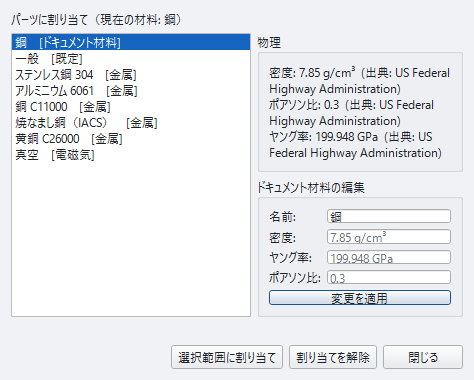 パーツに割り当て（現在の材料: 鋼）
鋼　[ドキュメント材料]
一般　[既定]
ステンレス鋼 304　[金属]
アルミニウム 6061　[金属]
銅 C11000　[金属]
焼なまし銅（IACS）　[金属]
黄銅 C26000　[金属]
真空　[電磁気]
物理
密度: 7.85 g/cm³（出典: US Federal
Highway Administration）
ポアソン比: 0.3（出典: US Federal
Highway Administration）
ヤング率: 199.948 GPa（出典: US
Federal Highway Administration）
ドキュメント材料の編集
名前: 鋼
密度: 7.85 g/cm³
ヤング率: 199.948 GPa
ポアソン比: 0.3
変更を適用
選択範囲に割り当て
割り当てを解除
閉じる